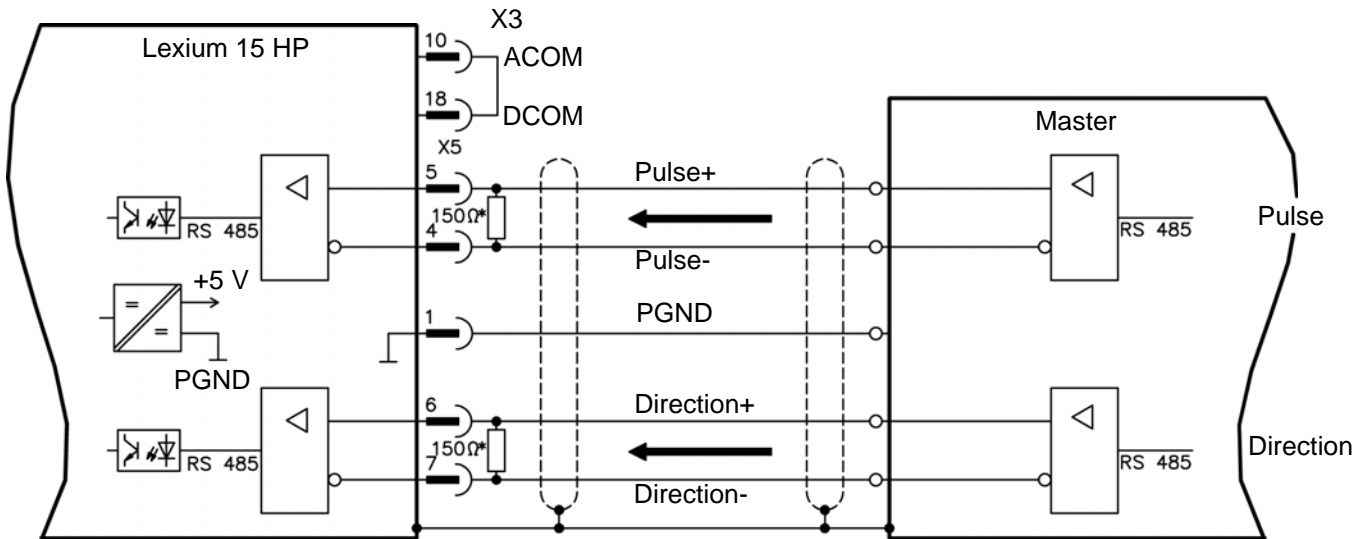 X3
Lexium 15 HP
10
ACOM
18
DCOM
Master
X5
5
Pulse+
150Ω*
RS 485
4
Pulse-
RS 485
Pulse
+5 V
=
=
PGND
1
PGND
6
Direction+
150Ω*
RS 485
7
Direction-
RS 485
Direction